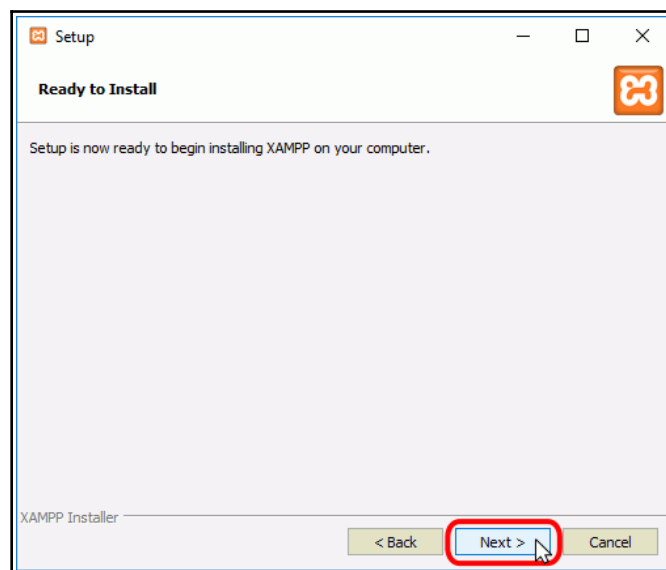 Setup
Ready to Install
Setup is now ready to begin installing XAMPP on your computer.
XAMPP Installer
< Back Next > Cancel